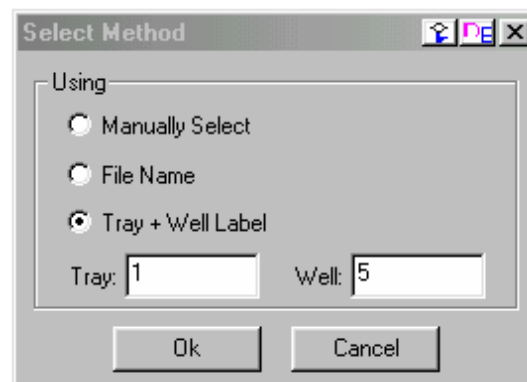 Select Method
Using
Manually Select
File Name
Tray + Well Label
Tray: 1 Well: 5
Ok Cancel